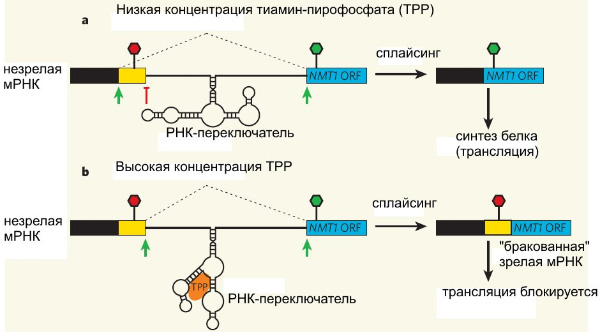 Низкая концентрация тиамин-пирофосфата (TPP)
a
сплайсинг
незрелая
мРНК
NMT1 ORF
NMT1 ORF
РНК-переключатель
синтез белка
(трансляция)
b
Высокая концентрация TPP
сплайсинг
незрелая
мРНК
NMT1 ORF
NMT1 ORF
"бракованная"
зрелая мРНК
TPP
РНК-переключатель
трансляция блокируется